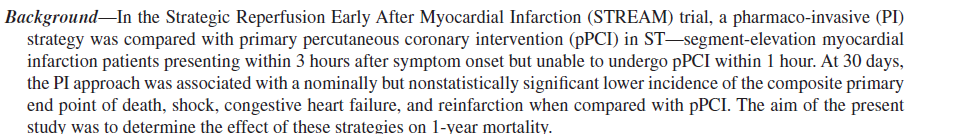 Background—In the Strategic Reperfusion Early After Myocardial Infarction (STREAM) trial, a pharmaco-invasive (PI)
strategy was compared with primary percutaneous coronary intervention (pPCI) in ST—segment-elevation myocardial
infarction patients presenting within 3 hours after symptom onset but unable to undergo pPCI within 1 hour. At 30 days,
the PI approach was associated with a nominally but nonstatistically significant lower incidence of the composite primary
end point of death, shock, congestive heart failure, and reinfarction when compared with pPCI. The aim of the present
study was to determine the effect of these strategies on 1-year mortality.